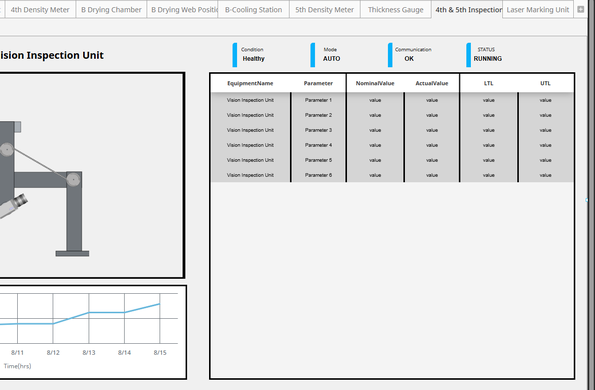 4th Density Meter
B Drying Chamber
B Drying Web Positi
B-Cooling Station
5th Density Meter
Thickness Gauge
4th & 5th Inspection
Laser Marking Unit
ision Inspection Unit
Condition
Healthy
Mode
AUTO
Communication
OK
STATUS
RUNNING
EquipmentName Parameter NominalValue ActualValue LTL UTL
Vision Inspection Unit Parameter 1 value value value value
Vision Inspection Unit Parameter 2 value value value value
Vision Inspection Unit Parameter 3 value value value value
Vision Inspection Unit Parameter 4 value value value value
Vision Inspection Unit Parameter 5 value value value value
Vision Inspection Unit Parameter 6 value value value value
8/11 8/12 8/13 8/14 8/15
Time(hrs)